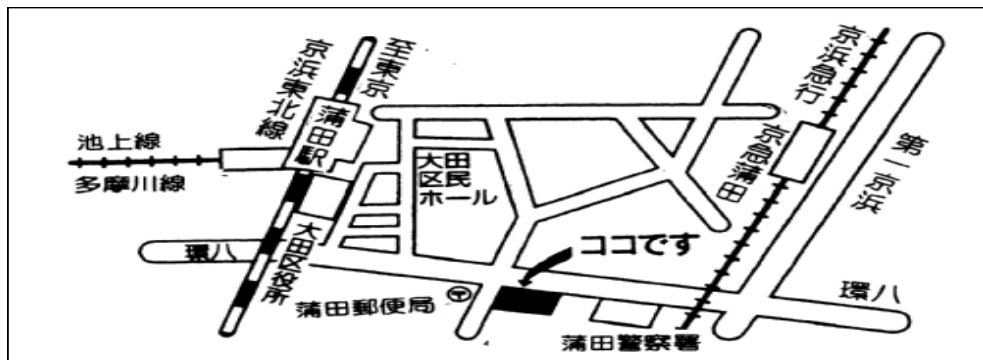 至東京
京浜東北線
蒲田駅
池上線
多摩川線
大田
区民
ホール
大田区役所
環八
蒲田郵便局
ココです
蒲田警察署
京浜急行
京急蒲田
第一京浜
環八